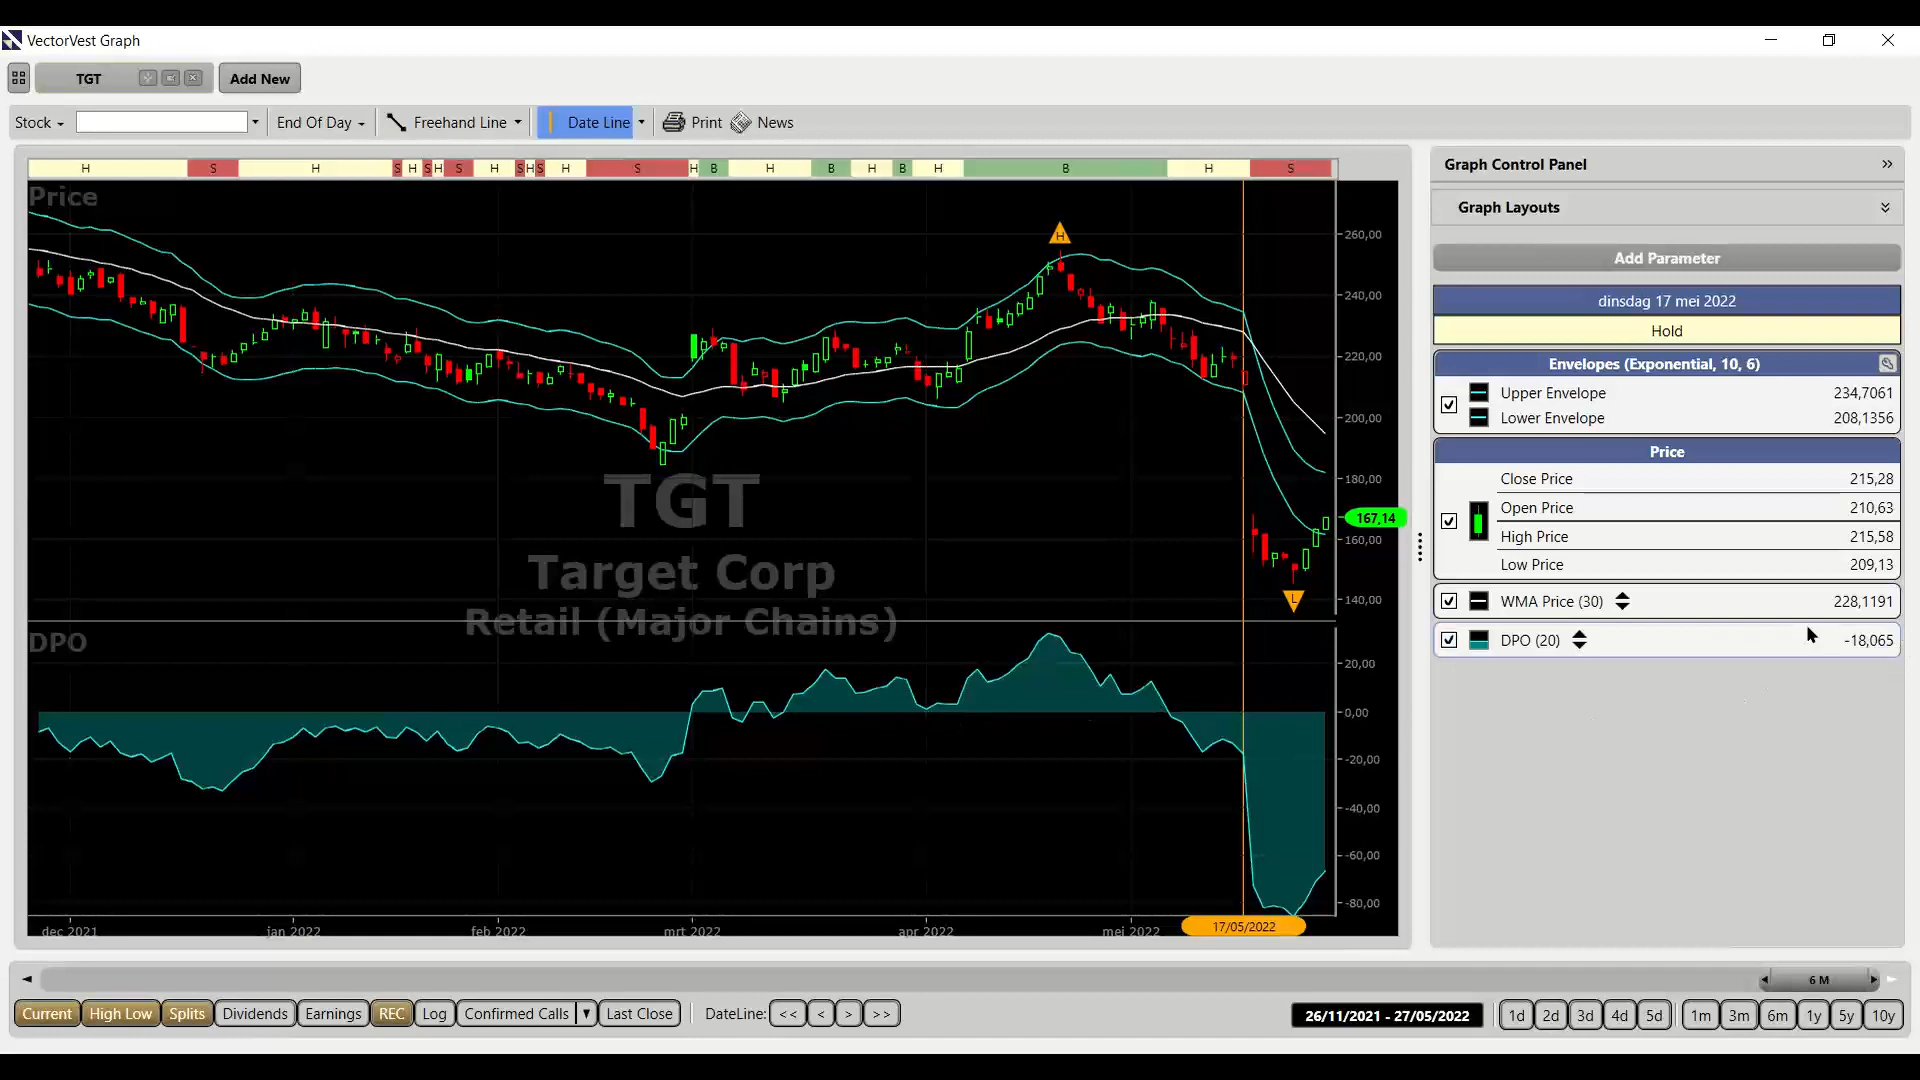 VectorVest Graph
TGT Add New
Stock End Of Day Freehand Line Date Line Print News
H S H S H S H S H S H S H S H B H B H B H B H S
Graph Control Panel
Graph Layouts
Add Parameter
dinsdag 17 mei 2022
Hold
Envelopes (Exponential, 10, 6)
Upper Envelope 234,7061
Lower Envelope 208,1356
Price
Close Price 215,28
Open Price 210,63
High Price 215,58
Low Price 209,13
WMA Price (30) 228,1191
DPO (20) -18,065
Price
H
260,00
240,00
220,00
200,00
180,00
167,14
160,00
140,00
L
TGT
Target Corp
Retail (Major Chains)
DPO
20,00
0,00
-20,00
-40,00
-60,00
-80,00
dec 2021 jan 2022 feb 2022 mrt 2022 apr 2022 mei 2022 17/05/2022
6 M
Current High Low Splits Dividends Earnings REC Log Confirmed Calls Last Close DateLine: << < > >> 26/11/2021 - 27/05/2022 1d 2d 3d 4d 5d 1m 3m 6m 1y 5y 10y